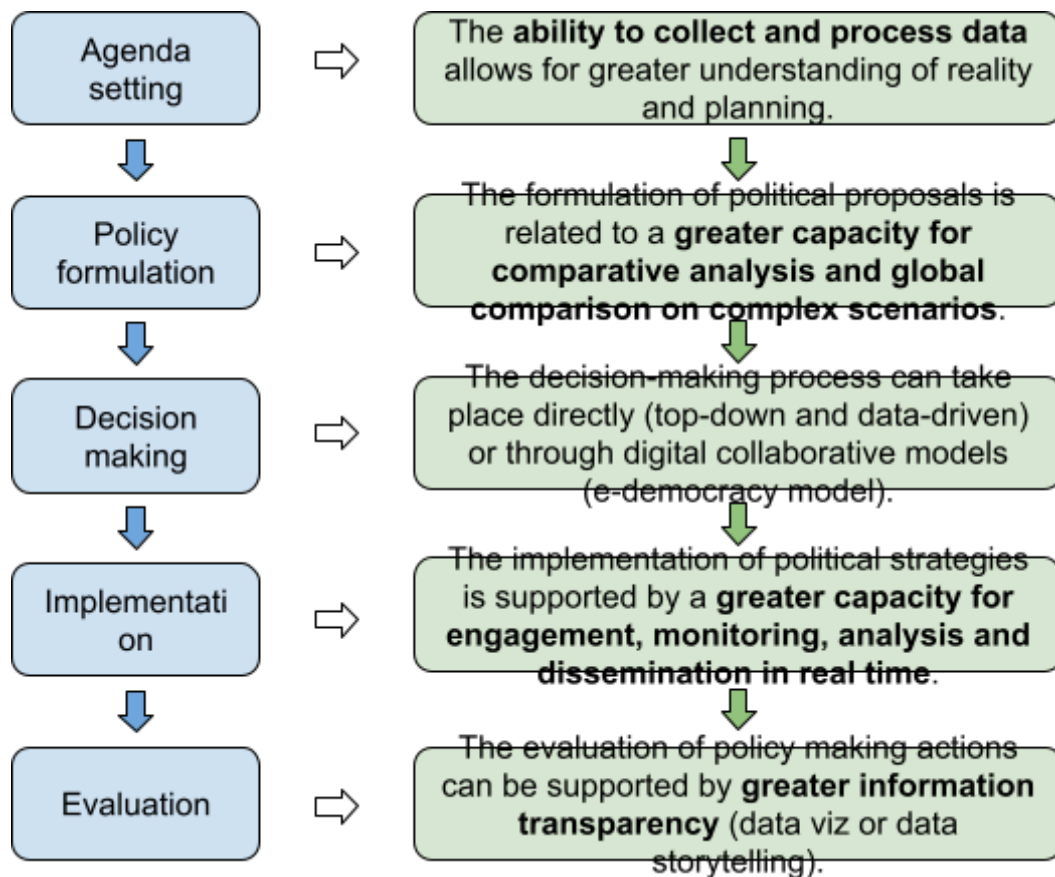 Agenda
setting
The ability to collect and process data
allows for greater understanding of reality
and planning.
Policy
formulation
The formulation of political proposals is
related to a greater capacity for
comparative analysis and global
comparison on complex scenarios.
Decision
making
The decision-making process can take
place directly (top-down and data-driven)
or through digital collaborative models
(e-democracy model).
Implementati
on
The implementation of political strategies
is supported by a greater capacity for
engagement, monitoring, analysis and
dissemination in real time.
Evaluation
The evaluation of policy making actions
can be supported by greater information
transparency (data viz or data
storytelling).